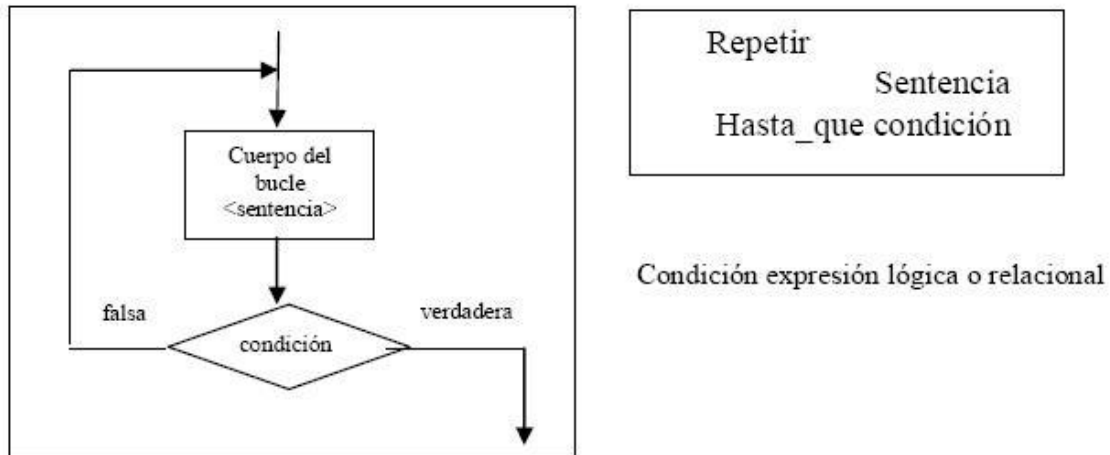 Cuerpo del
bucle
<sentencia>
falsa
verdadera
condición
Repetir
Sentencia
Hasta_que condición
Condición expresión lógica o relacional